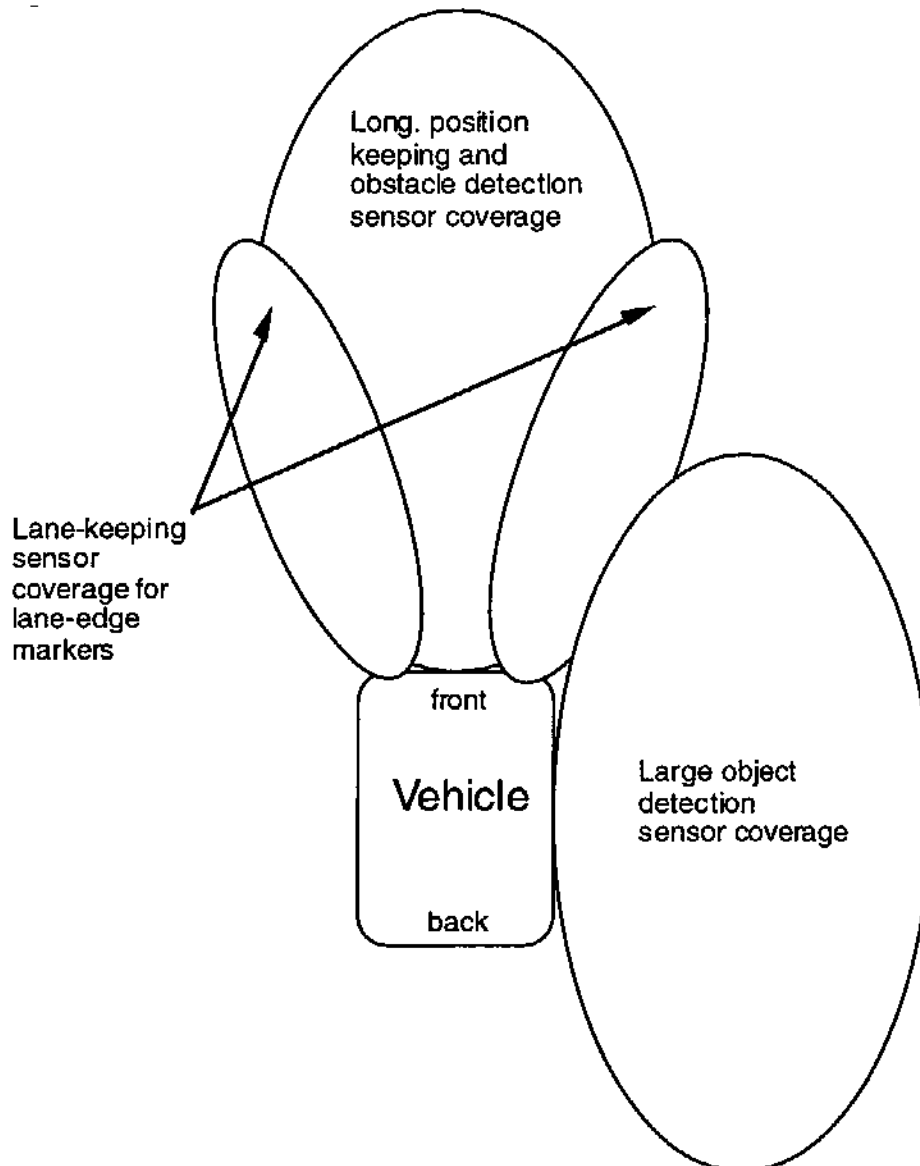 Long. position
keeping and
obstacle detection
sensor coverage
Lane-keeping
sensor
coverage for
lane-edge
markers
front
Vehicle
back
Large object
detection
sensor coverage